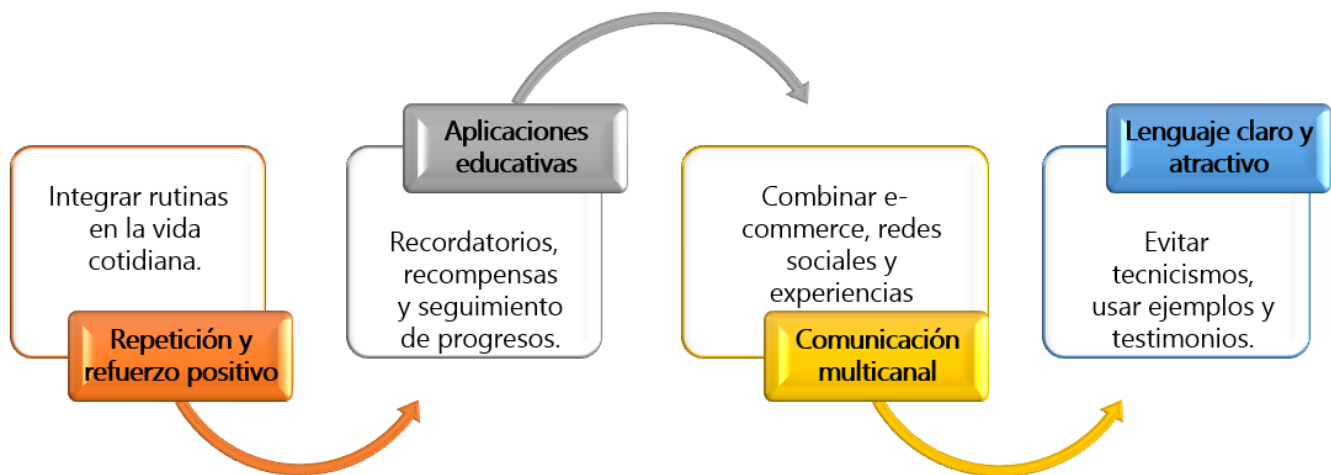 Integrar rutinas
en la vida
cotidiana.
Repetición y
refuerzo positivo
Aplicaciones
educativas
Recordatorios,
recompensas
y seguimiento
de progresos.
Combinar e-
commerce, redes
sociales y
experiencias
Comunicación
multicanal
Lenguaje claro y
atractivo
Evitar
tecnicismos,
usar ejemplos y
testimonios.